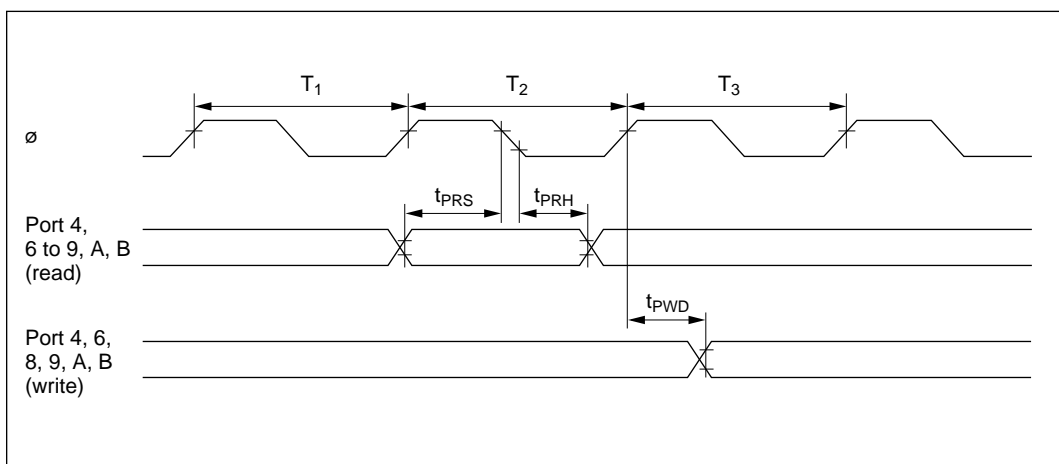 T1 T2 T3
ø
tPRS tPRH
Port 4,
6 to 9, A, B
(read)
tPWD
Port 4, 6,
8, 9, A, B
(write)